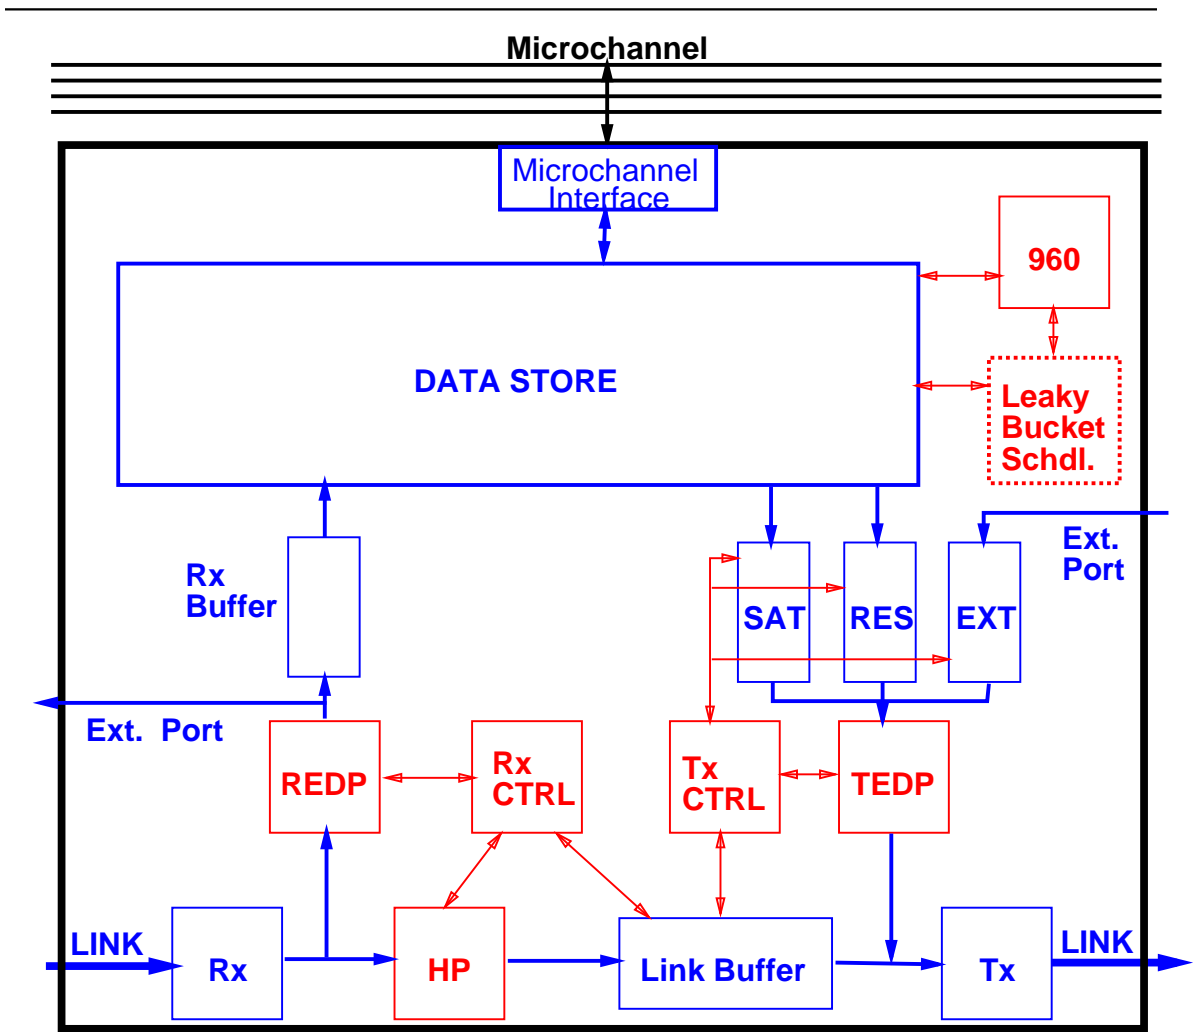 Microchannel
Microchannel
Interface
960
DATA STORE
Leaky
Bucket
Schdl.
Ext.
Port
Rx
Buffer
SAT
RES
EXT
Ext. Port
REDP
Rx
CTRL
Tx
CTRL
TEDP
LINK
Rx
HP
Link Buffer
Tx
LINK